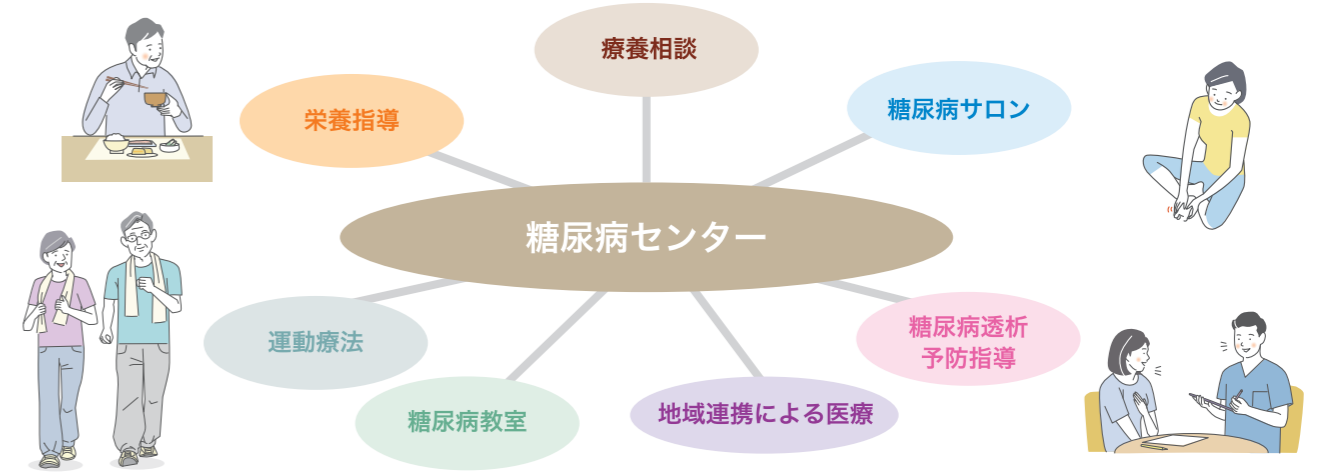 療養相談
栄養指導
糖尿病サロン
糖尿病センター
運動療法
糖尿病透析
予防指導
糖尿病教室
地域連携による医療